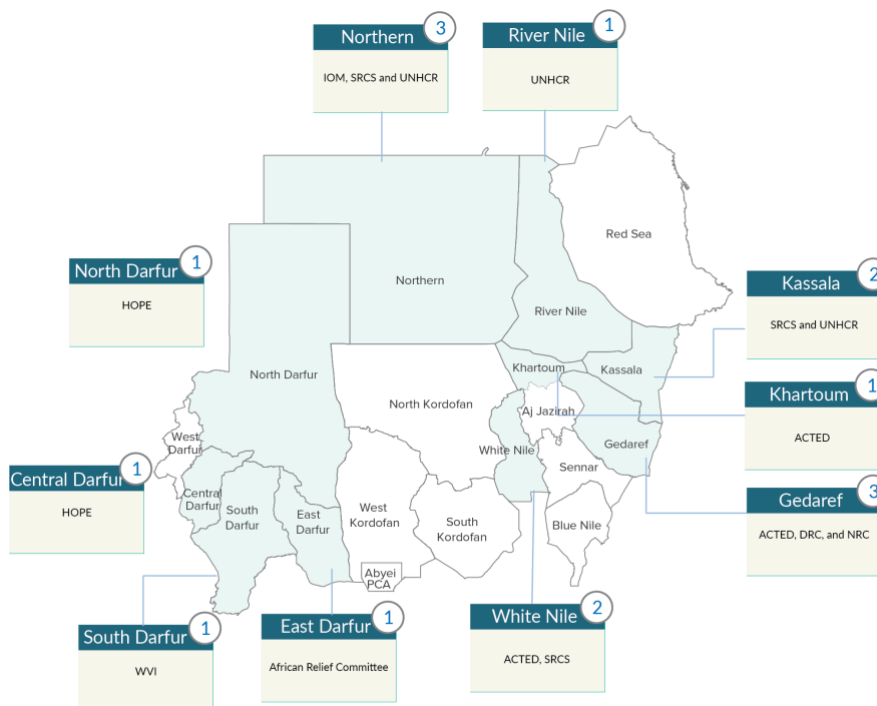 Northern
3
IOM, SRCS and UNHCR
River Nile
1
UNHCR
North Darfur
1
HOPE
Kassala
2
SRCS and UNHCR
Khartoum
1
ACTED
Gedaref
3
ACTED, DRC, and NRC
Central Darfur
1
HOPE
South Darfur
1
WVI
East Darfur
1
African Relief Committee
White Nile
2
ACTED, SRCS
Red Sea
Northern
River Nile
Khartoum
Kassala
North Darfur
North Kordofan
Aj Jazirah
West
Darfur
White Nile
Gedaref
Sennar
Central
Darfur
South
Darfur
East
Darfur
West
Kordofan
South
Kordofan
Blue Nile
Abyei
PCA